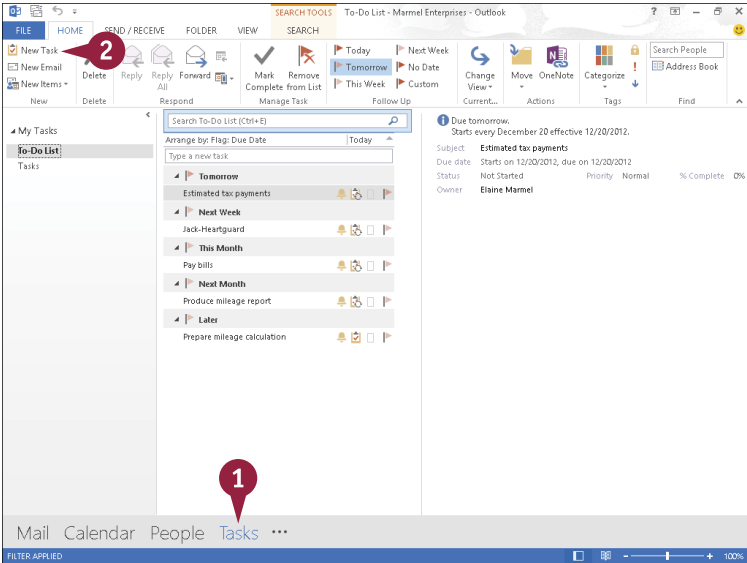 SEARCH TOOLS To-Do List - Marmel Enterprises - Outlook
FILE HOME SEND / RECEIVE FOLDER VIEW SEARCH
New Task
New Email
New Items
Delete
Reply
Reply All
Forward
Mark Complete
Remove from List
Today
Tomorrow
This Week
Next Week
No Date
Custom
Change View
Move
OneNote
Categorize
Search People
Address Book
New Delete Respond Manage Task Follow Up Current... Actions Tags Find
2
My Tasks
To-Do List
Tasks
Search To-Do List (Ctrl+E)
Arrange by: Flag: Due Date Today
Type a new task
Tomorrow
Estimated tax payments
Next Week
Jack-Heartguard
This Month
Pay bills
Next Month
Produce mileage report
Later
Prepare mileage calculation
Due tomorrow.
Starts every December 20 effective 12/20/2012.
Subject Estimated tax payments
Due date Starts on 12/20/2012, due on 12/20/2012
Status Not Started Priority Normal % Complete 0%
Owner Elaine Marmel
1
Mail Calendar People Tasks •••
FILTER APPLIED 100%